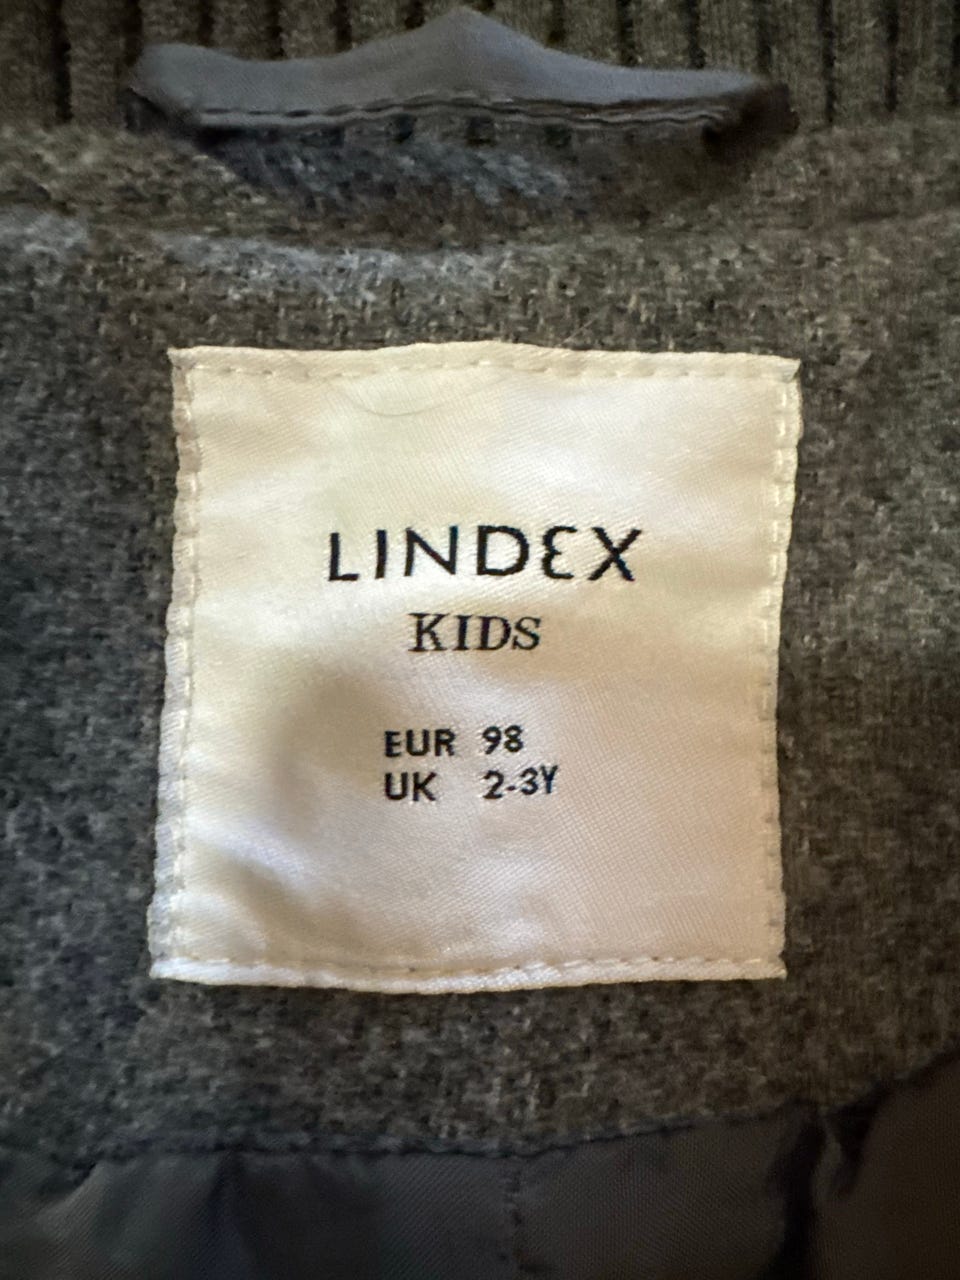 LINDEX
KIDS
EUR 98
UK 2-3Y